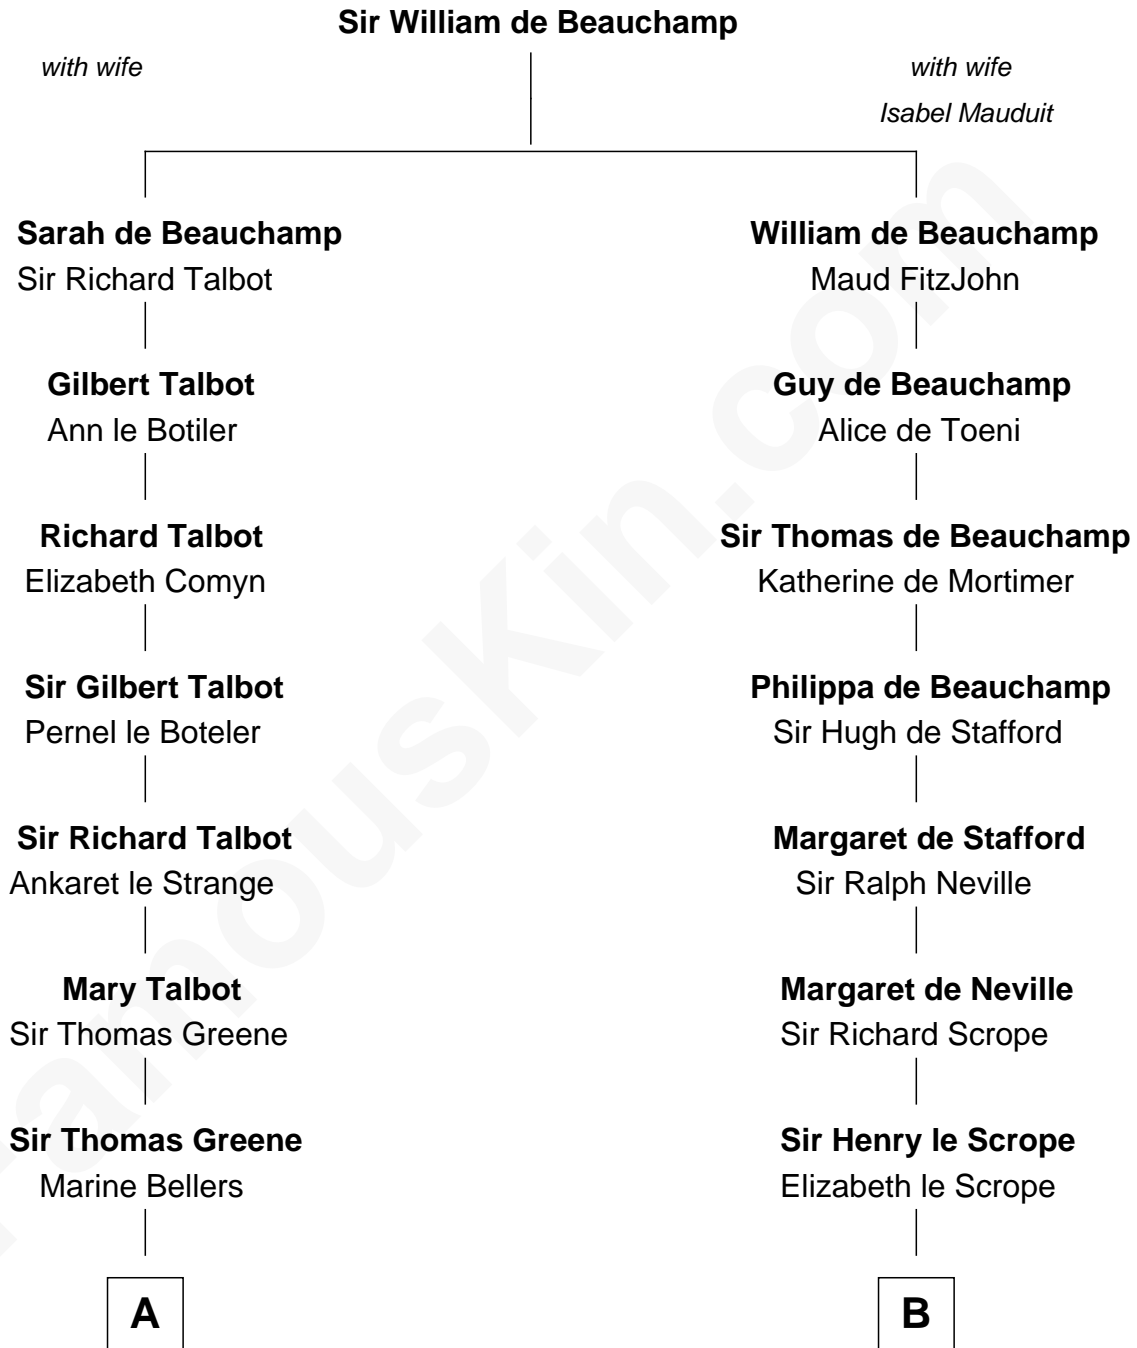 Sir William de Beauchamp
with wife
with wife
Isabel Mauduit
Sarah de Beauchamp
Sir Richard Talbot
William de Beauchamp
Maud FitzJohn
Gilbert Talbot
Ann le Botiler
Guy de Beauchamp
Alice de Toeni
Richard Talbot
Elizabeth Comyn
Sir Thomas de Beauchamp
Katherine de Mortimer
Sir Gilbert Talbot
Pernel le Boteler
Philippa de Beauchamp
Sir Hugh de Stafford
Sir Richard Talbot
Ankaret le Strange
Margaret de Stafford
Sir Ralph Neville
Mary Talbot
Sir Thomas Greene
Margaret de Neville
Sir Richard Scrope
Sir Thomas Greene
Marine Bellers
Sir Henry le Scrope
Elizabeth le Scrope
A
B
FamousKin.com